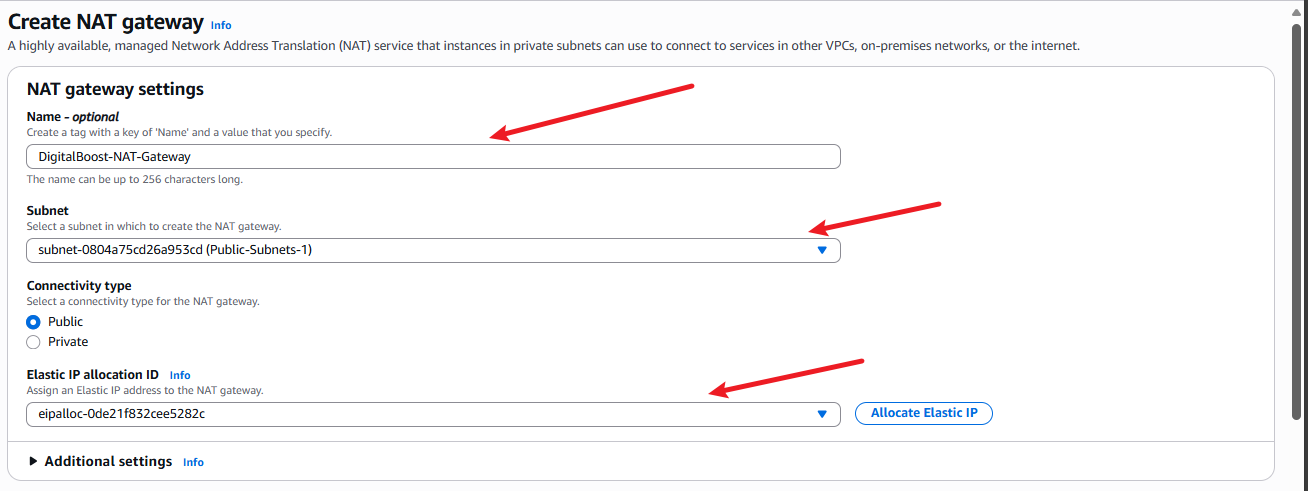 Create NAT gateway Info
A highly available, managed Network Address Translation (NAT) service that instances in private subnets can use to connect to services in other VPCs, on-premises networks, or the internet.
NAT gateway settings
Name - optional
Create a tag with a key of 'Name' and a value that you specify.
DigitalBoost-NAT-Gateway
The name can be up to 256 characters long.
Subnet
Select a subnet in which to create the NAT gateway.
subnet-0804a75cd26a953cd (Public-Subnets-1)
Connectivity type
Select a connectivity type for the NAT gateway.
Public
Private
Elastic IP allocation ID Info
Assign an Elastic IP address to the NAT gateway.
eipalloc-0de21f832cee5282c
Allocate Elastic IP
Additional settings Info